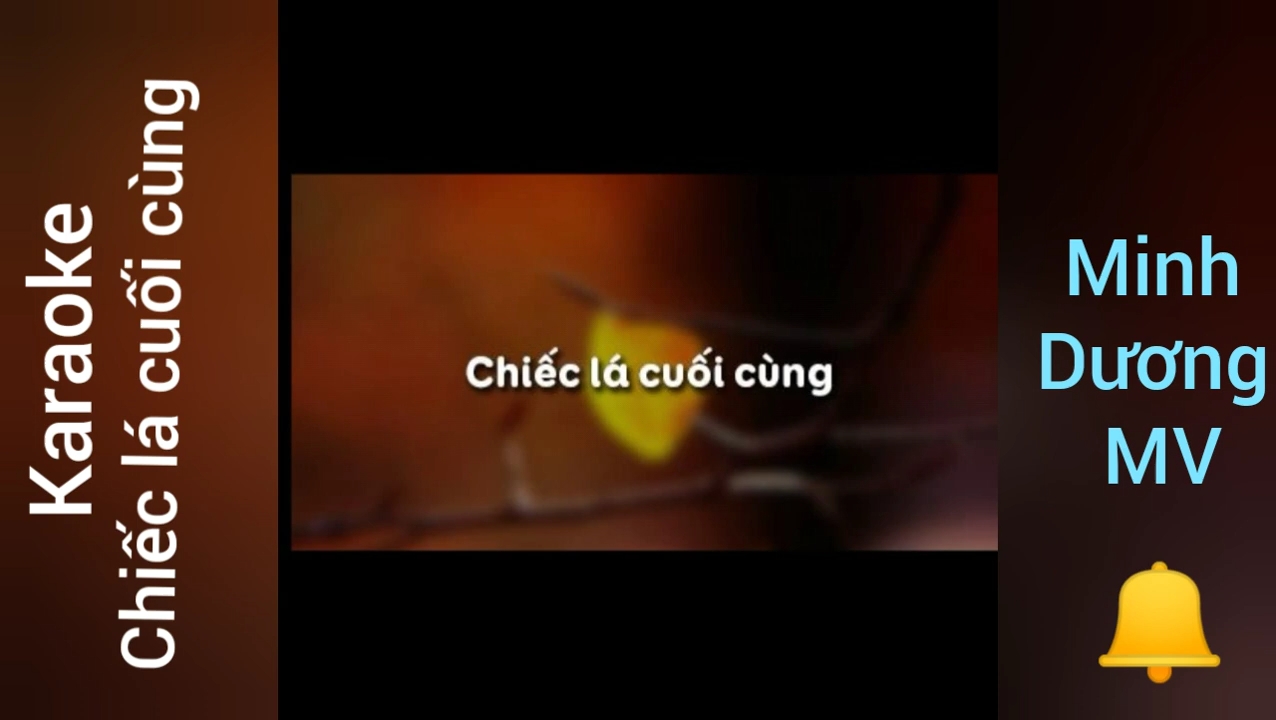 Karaoke
Chiếc lá cuối cùng
Chiếc lá cuối cùng
Minh
Dương
MV